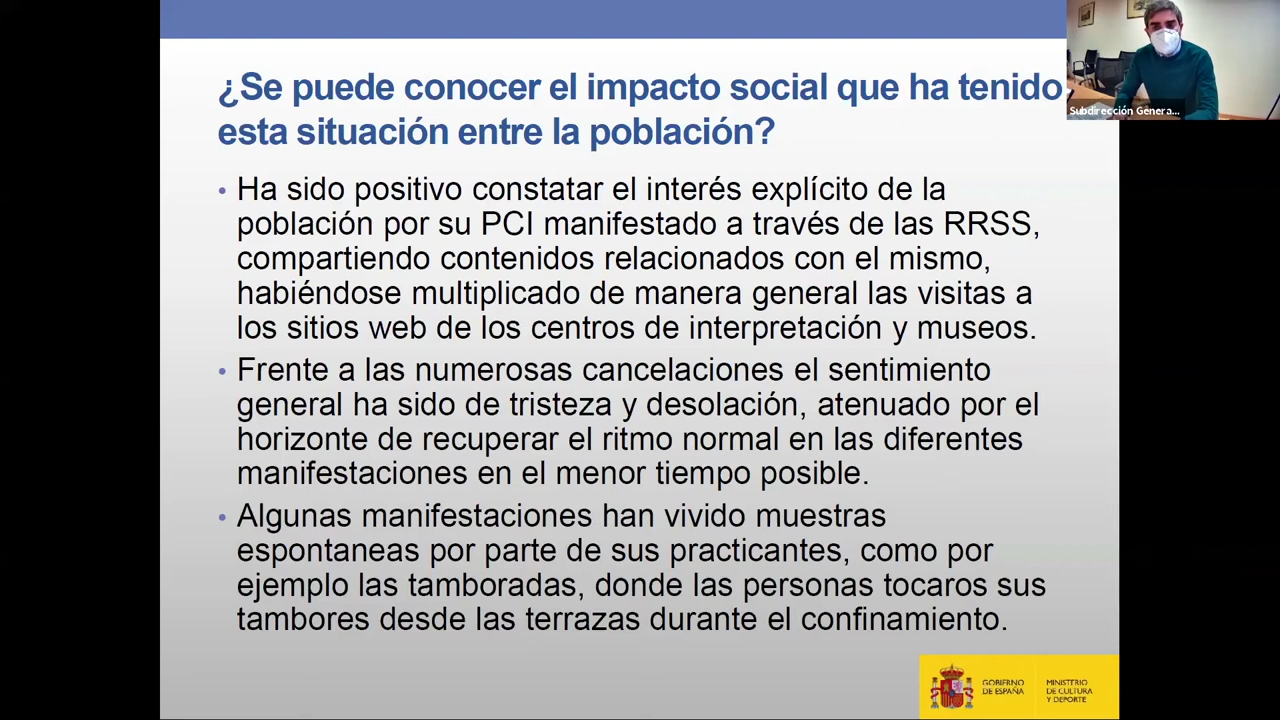 ¿Se puede conocer el impacto social que ha tenido
esta situación entre la población?
• Ha sido positivo constatar el interés explícito de la
población por su PCI manifestado a través de las RRSS,
compartiendo contenidos relacionados con el mismo,
habiéndose multiplicado de manera general las visitas a
los sitios web de los centros de interpretación y museos.
• Frente a las numerosas cancelaciones el sentimiento
general ha sido de tristeza y desolación, atenuado por el
horizonte de recuperar el ritmo normal en las diferentes
manifestaciones en el menor tiempo posible.
• Algunas manifestaciones han vivido muestras
espontaneas por parte de sus practicantes, como por
ejemplo las tamboradas, donde las personas tocaros sus
tambores desde las terrazas durante el confinamiento.
Subdirección Genera...
GOBIERNO
DE ESPAÑA
MINISTERIO
DE CULTURA
Y DEPORTE